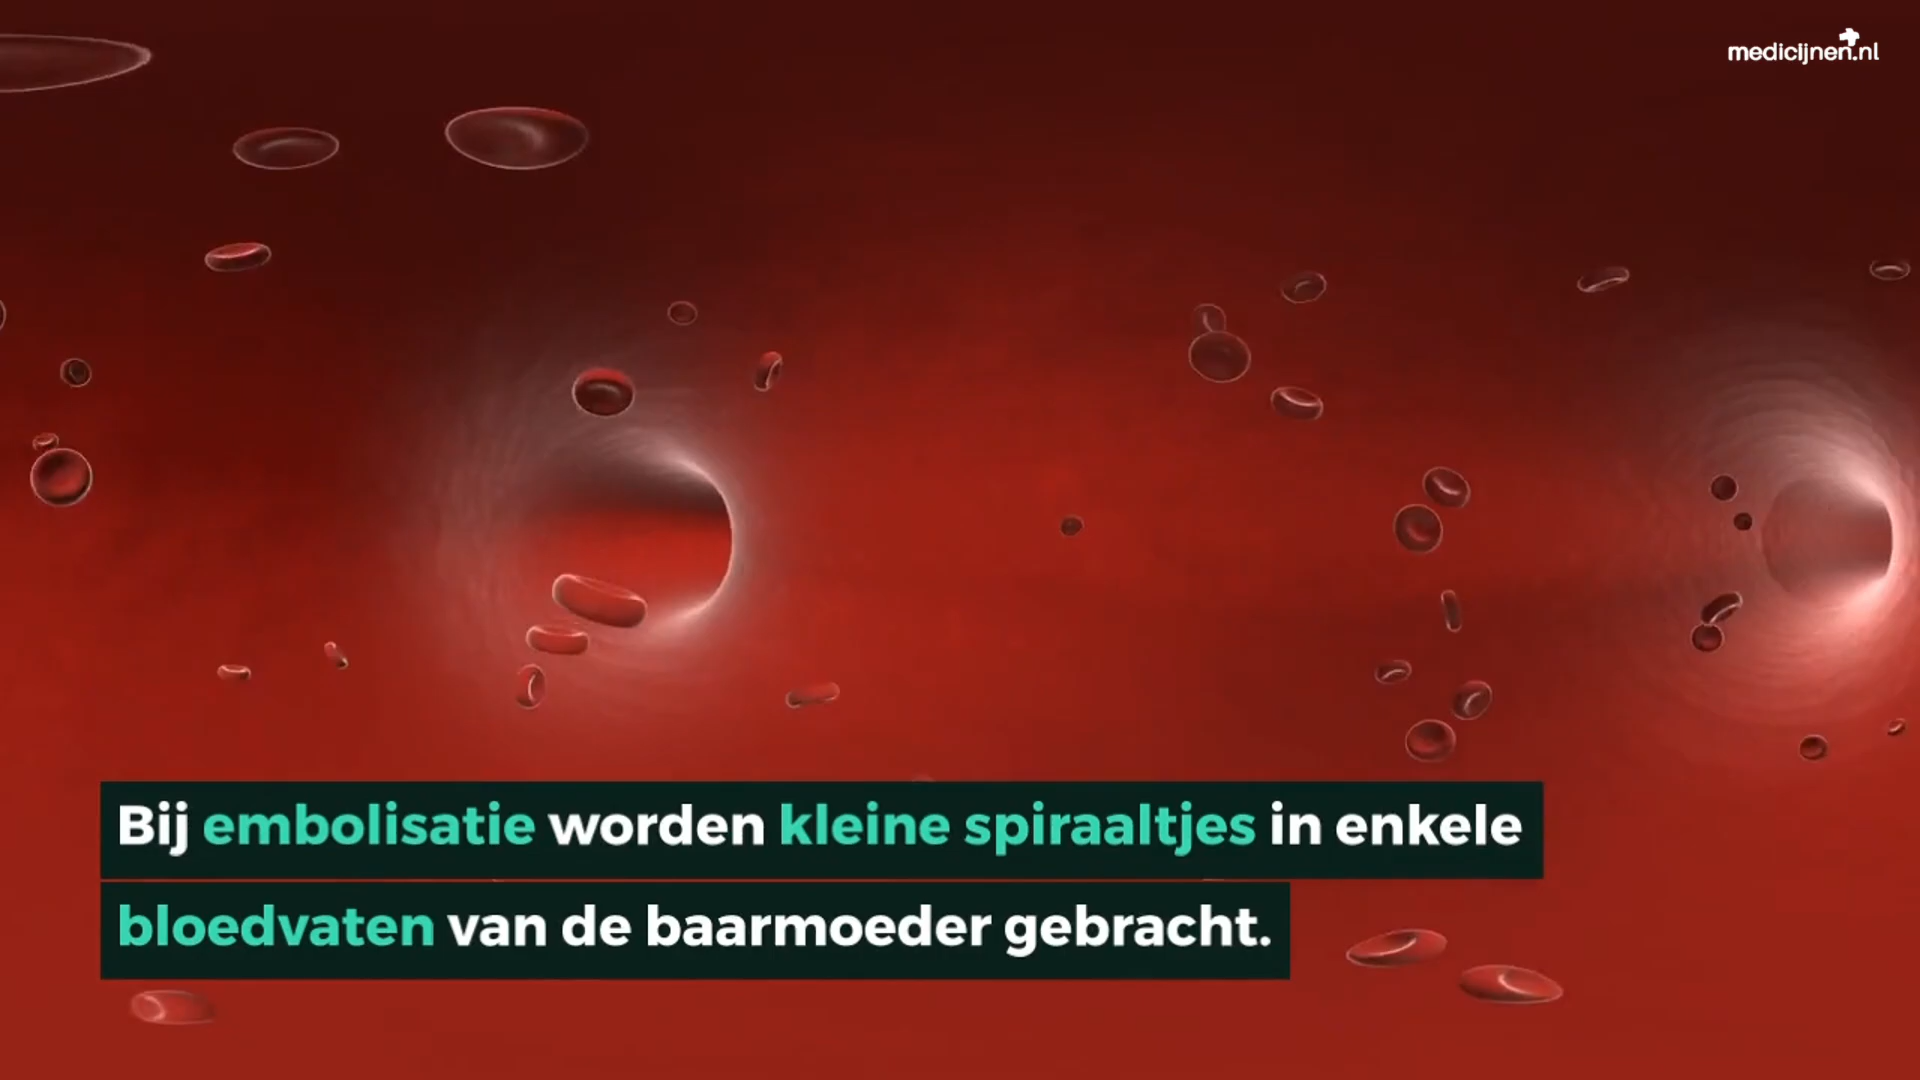 medicijnen.nl
Bij embolisatie worden kleine spiraaltjes in enkele
bloedvaten van de baarmoeder gebracht.